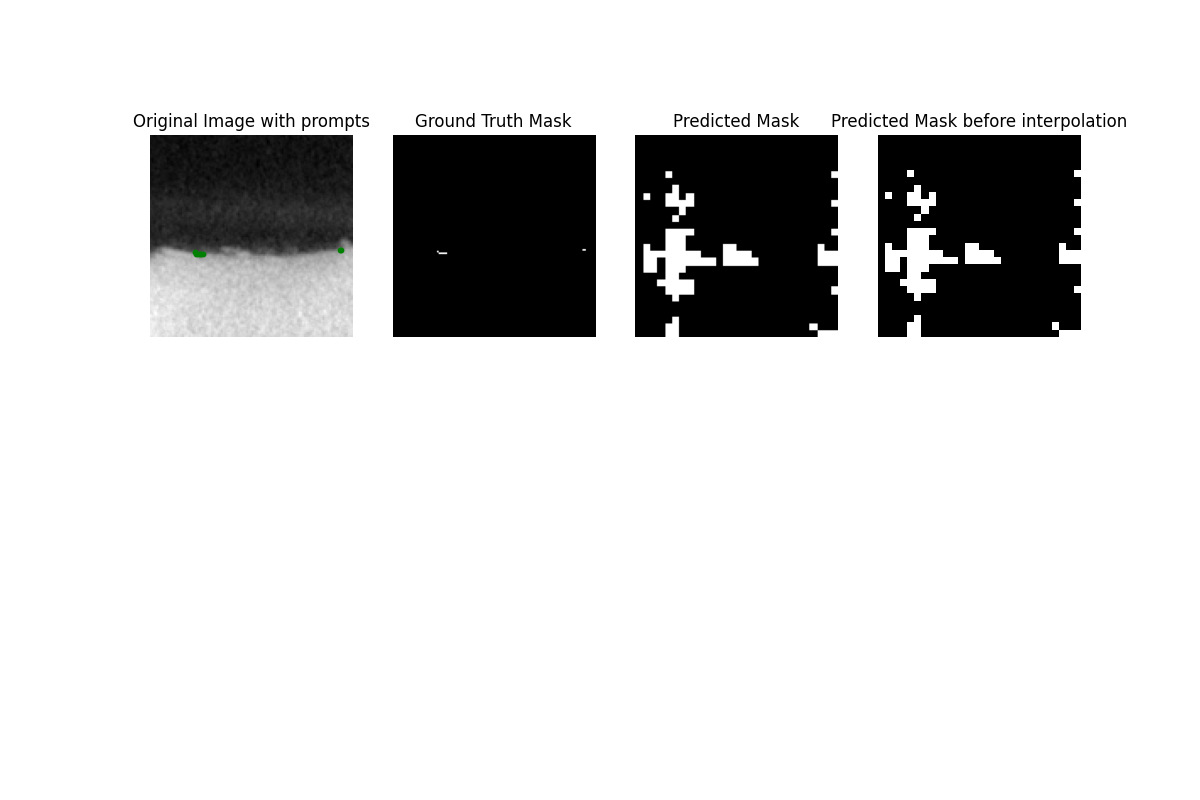 Original Image with prompts
Ground Truth Mask
Predicted Mask
Predicted Mask before interpolation